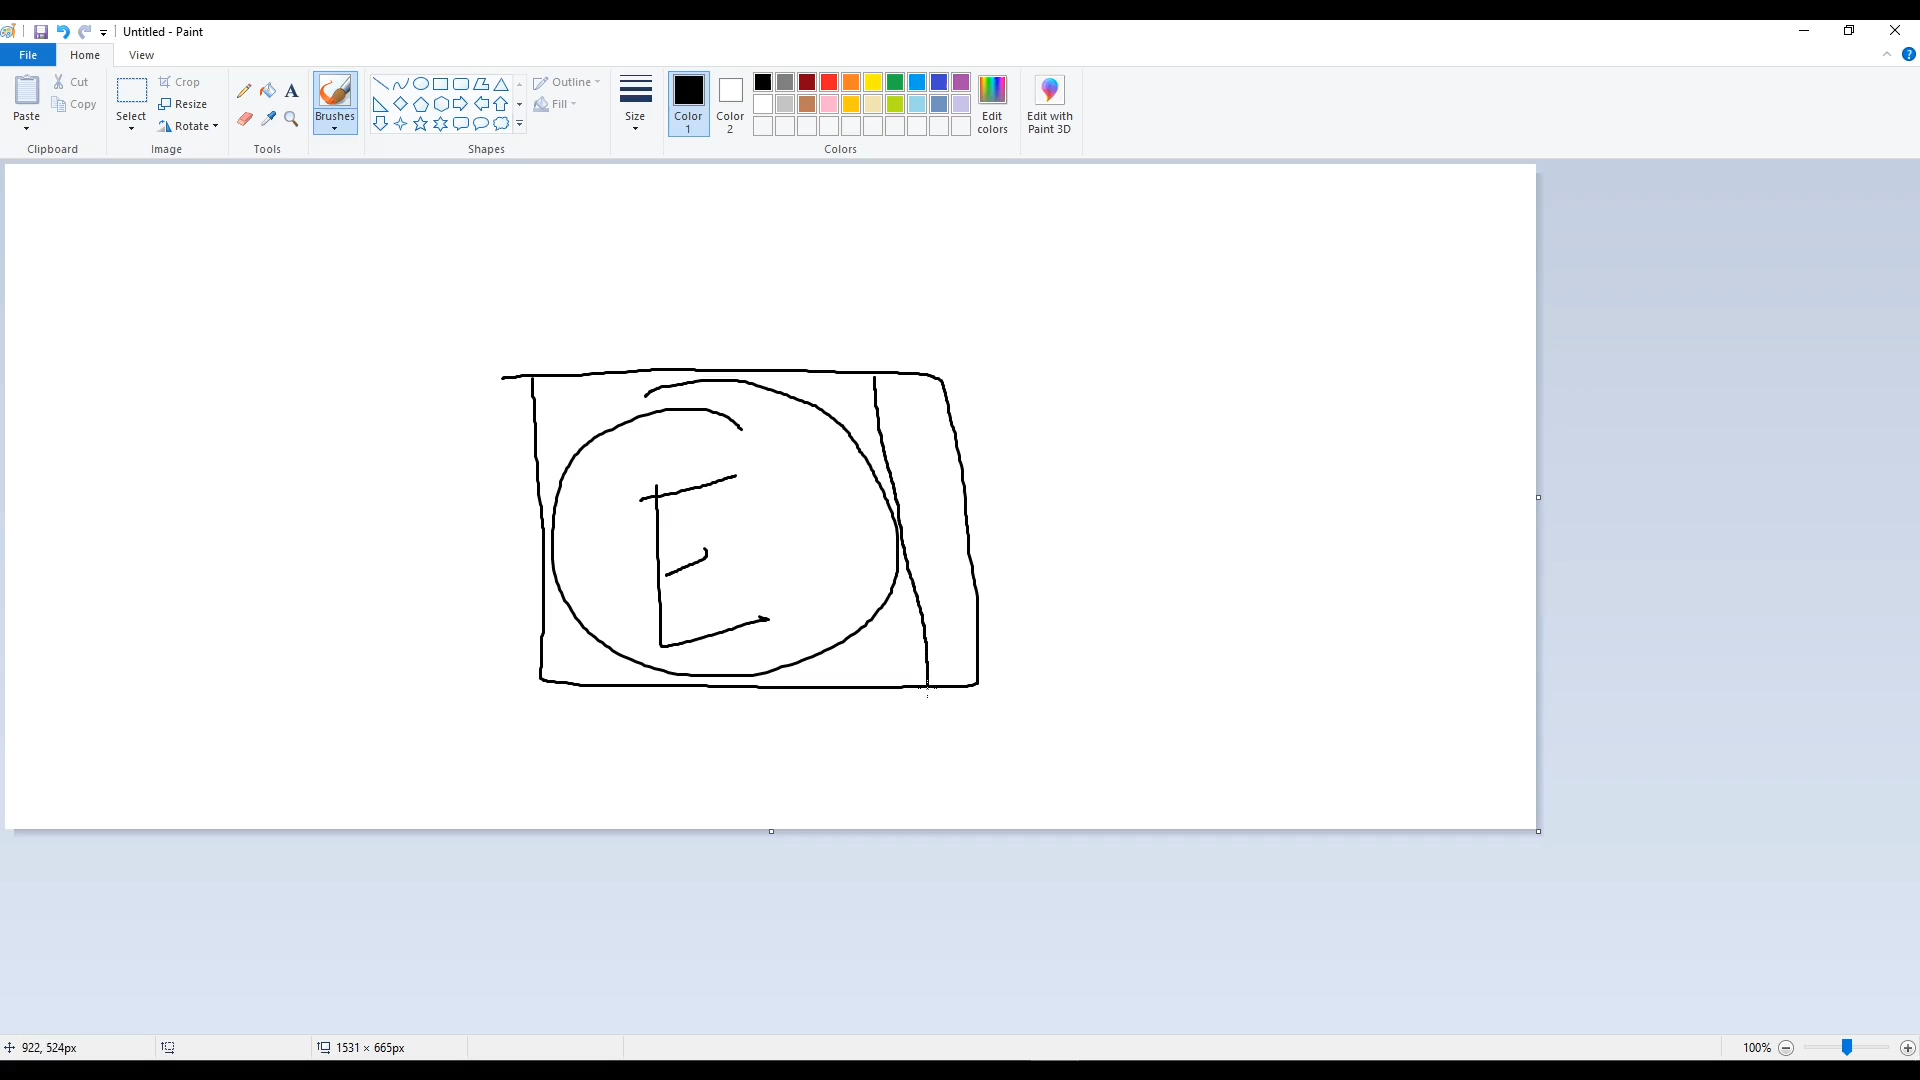 Untitled - Paint
File Home View
Paste Cut Copy Clipboard
Select Crop Resize Rotate Image
Tools
Brushes
Shapes Outline Fill
Size
Color 1 Color 2 Edit colors Colors
Edit with Paint 3D
E
922, 524px 1531 × 665px 100%